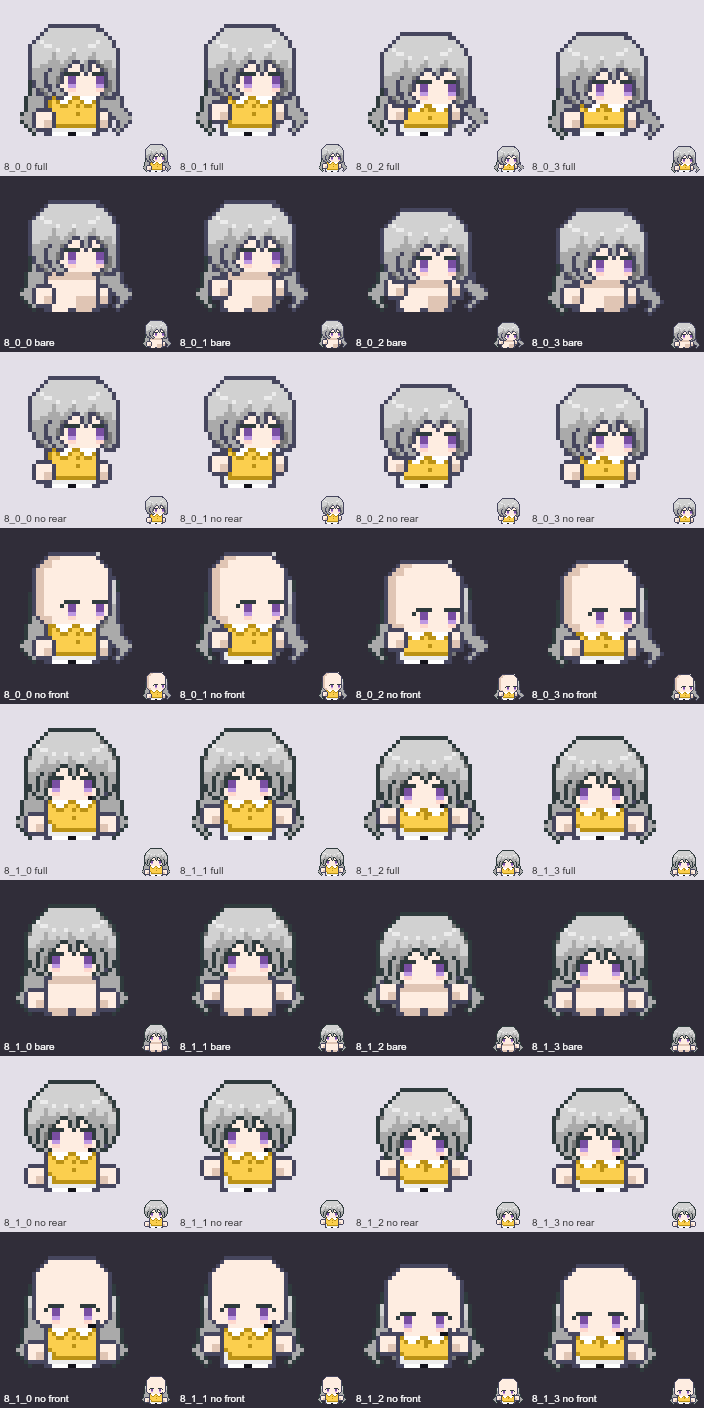 8_0_0 full 8_0_1 full 8_0_2 full 8_0_3 full
8_0_0 bare 8_0_1 bare 8_0_2 bare 8_0_3 bare
8_0_0 no rear 8_0_1 no rear 8_0_2 no rear 8_0_3 no rear
8_0_0 no front 8_0_1 no front 8_0_2 no front 8_0_3 no front
8_1_0 full 8_1_1 full 8_1_2 full 8_1_3 full
8_1_0 bare 8_1_1 bare 8_1_2 bare 8_1_3 bare
8_1_0 no rear 8_1_1 no rear 8_1_2 no rear 8_1_3 no rear
8_1_0 no front 8_1_1 no front 8_1_2 no front 8_1_3 no front